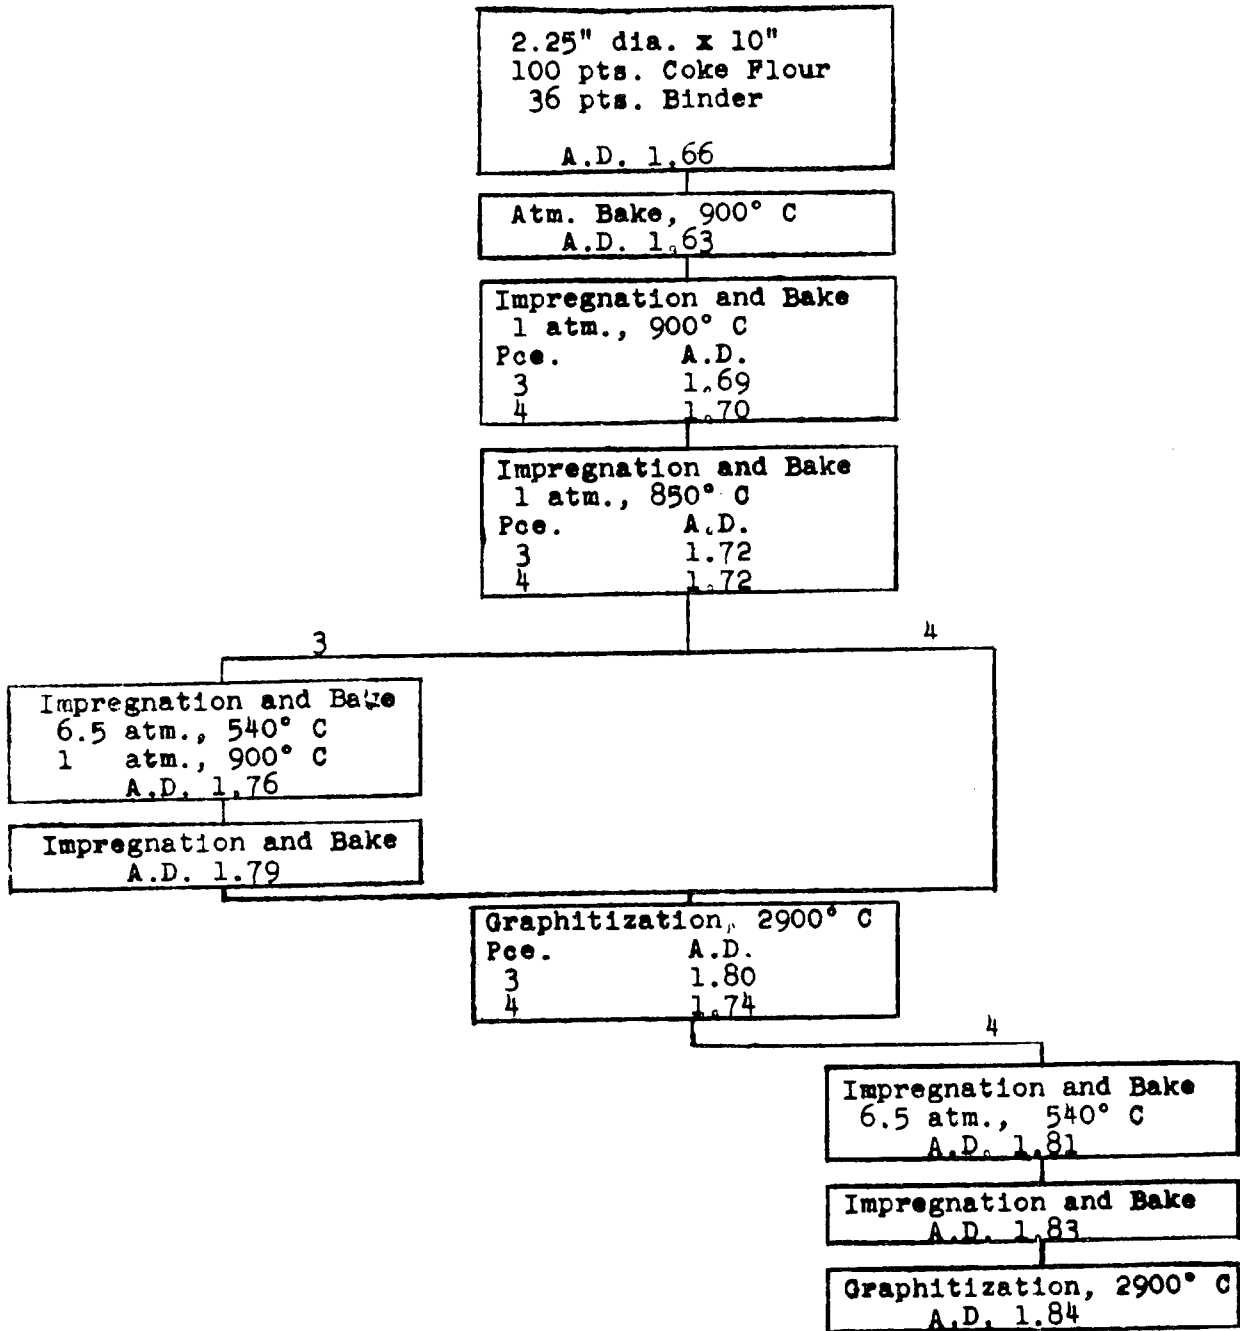 2.25" dia. x 10"
100 pts. Coke Flour
36 pts. Binder
A.D. 1.66
Atm. Bake, 900° C
A.D. 1.63
Impregnation and Bake
1 atm., 900° C
Pce. A.D.
3 1.69
4 1.70
Impregnation and Bake
1 atm., 850° C
Pce. A.D.
3 1.72
4 1.72
3 4
Impregnation and Bake
6.5 atm., 540° C
1 atm., 900° C
A.D. 1.76
Impregnation and Bake
A.D. 1.79
Graphitization, 2900° C
Pce. A.D.
3 1.80
4 1.74
4
Impregnation and Bake
6.5 atm., 540° C
A.D. 1.81
Impregnation and Bake
A.D. 1.83
Graphitization, 2900° C
A.D. 1.84